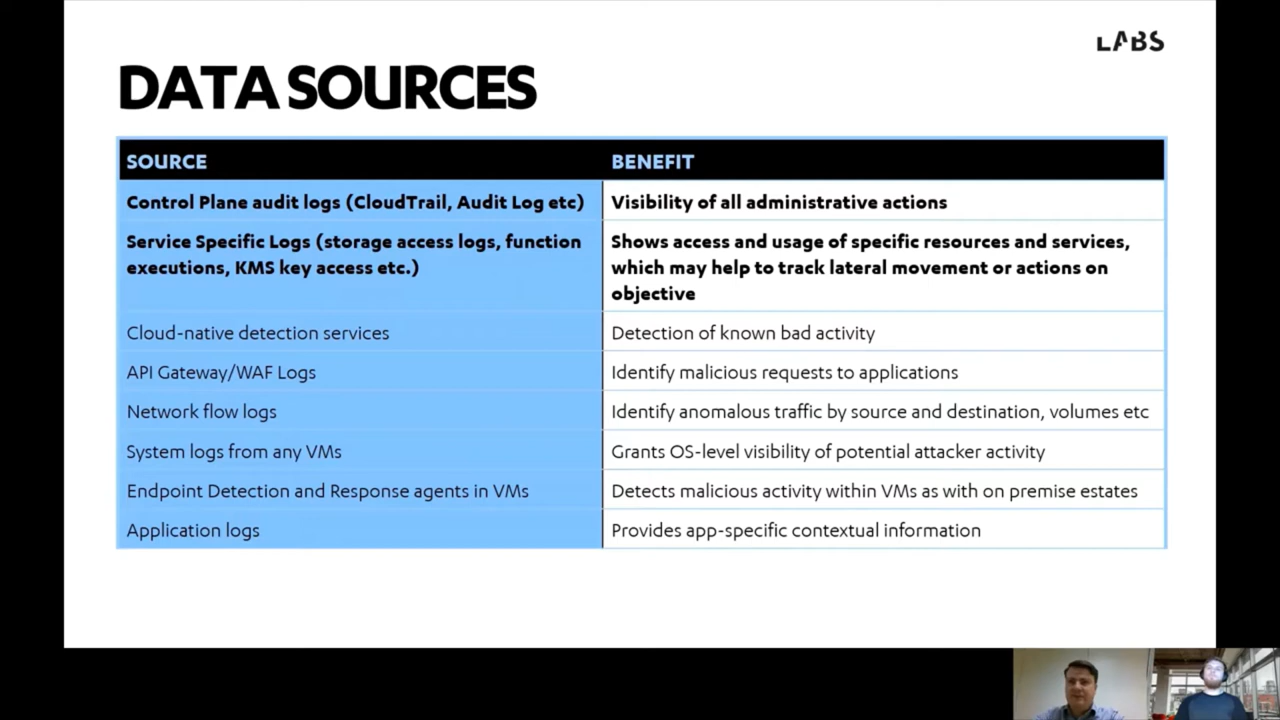 LABS
DATA SOURCES
SOURCE BENEFIT
Control Plane audit logs (CloudTrail, Audit Log etc) Visibility of all administrative actions
Service Specific Logs (storage access logs, function
executions, KMS key access etc.)
Shows access and usage of specific resources and services,
which may help to track lateral movement or actions on
objective
Cloud-native detection services Detection of known bad activity
API Gateway/WAF Logs Identify malicious requests to applications
Network flow logs Identify anomalous traffic by source and destination, volumes etc
System logs from any VMs Grants OS-level visibility of potential attacker activity
Endpoint Detection and Response agents in VMs Detects malicious activity within VMs as with on premise estates
Application logs Provides app-specific contextual information